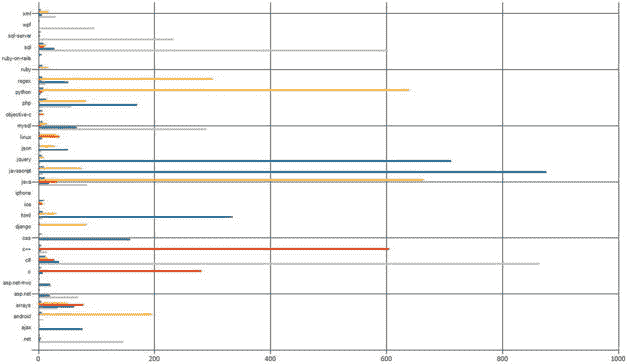 xml
wpf
sql-server
sql
ruby-on-rails
ruby
regex
python
php
objective-c
mysql
linux
json
jquery
javascript
java
iphone
ios
html
django
css
c++
c#
c
asp.net-mvc
asp.net
arrays
android
ajax
.net
0 200 400 600 800 1000